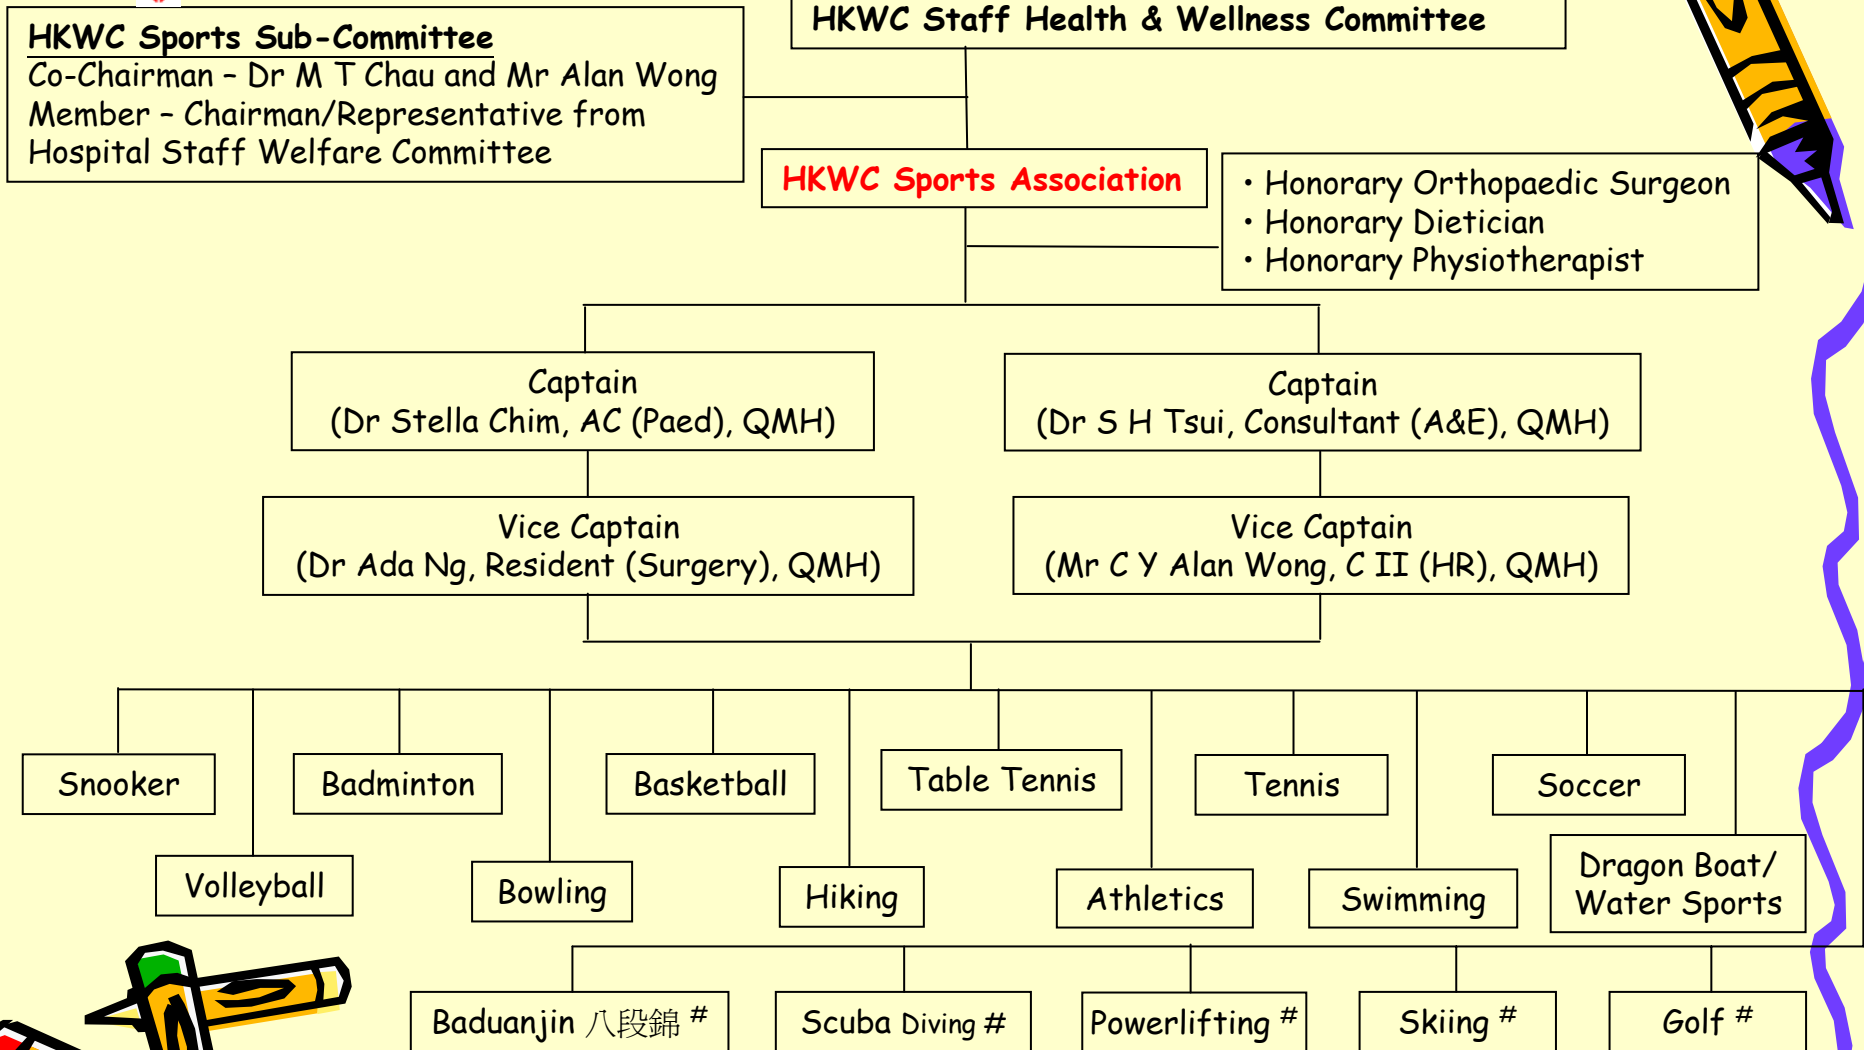 HKWC Staff Health & Wellness Committee
HKWC Sports Sub-Committee
Co-Chairman – Dr M T Chau and Mr Alan Wong
Member – Chairman/Representative from
Hospital Staff Welfare Committee
HKWC Sports Association
• Honorary Orthopaedic Surgeon
• Honorary Dietician
• Honorary Physiotherapist
Captain
(Dr Stella Chim, AC (Paed), QMH)
Captain
(Dr S H Tsui, Consultant (A&E), QMH)
Vice Captain
(Dr Ada Ng, Resident (Surgery), QMH)
Vice Captain
(Mr C Y Alan Wong, C II (HR), QMH)
Snooker
Badminton
Basketball
Table Tennis
Tennis
Soccer
Volleyball
Bowling
Hiking
Athletics
Swimming
Dragon Boat/
Water Sports
Baduanjin 八段錦 #
Scuba Diving #
Powerlifting #
Skiing #
Golf #